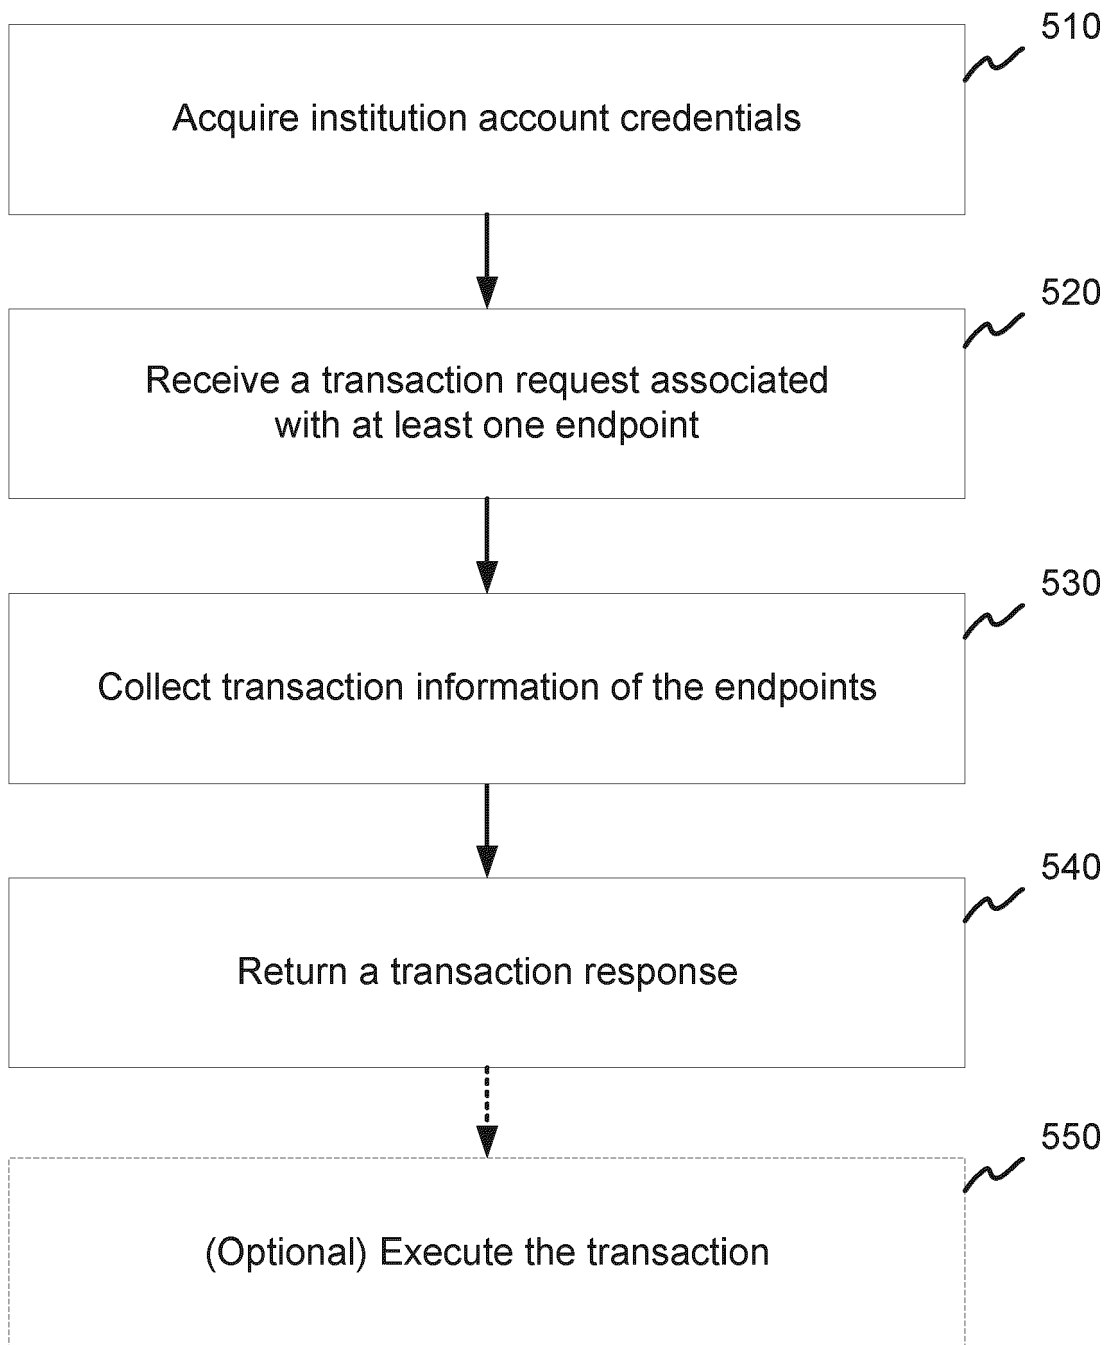 510
Acquire institution account credentials
520
Receive a transaction request associated
with at least one endpoint
530
Collect transaction information of the endpoints
540
Return a transaction response
550
(Optional) Execute the transaction